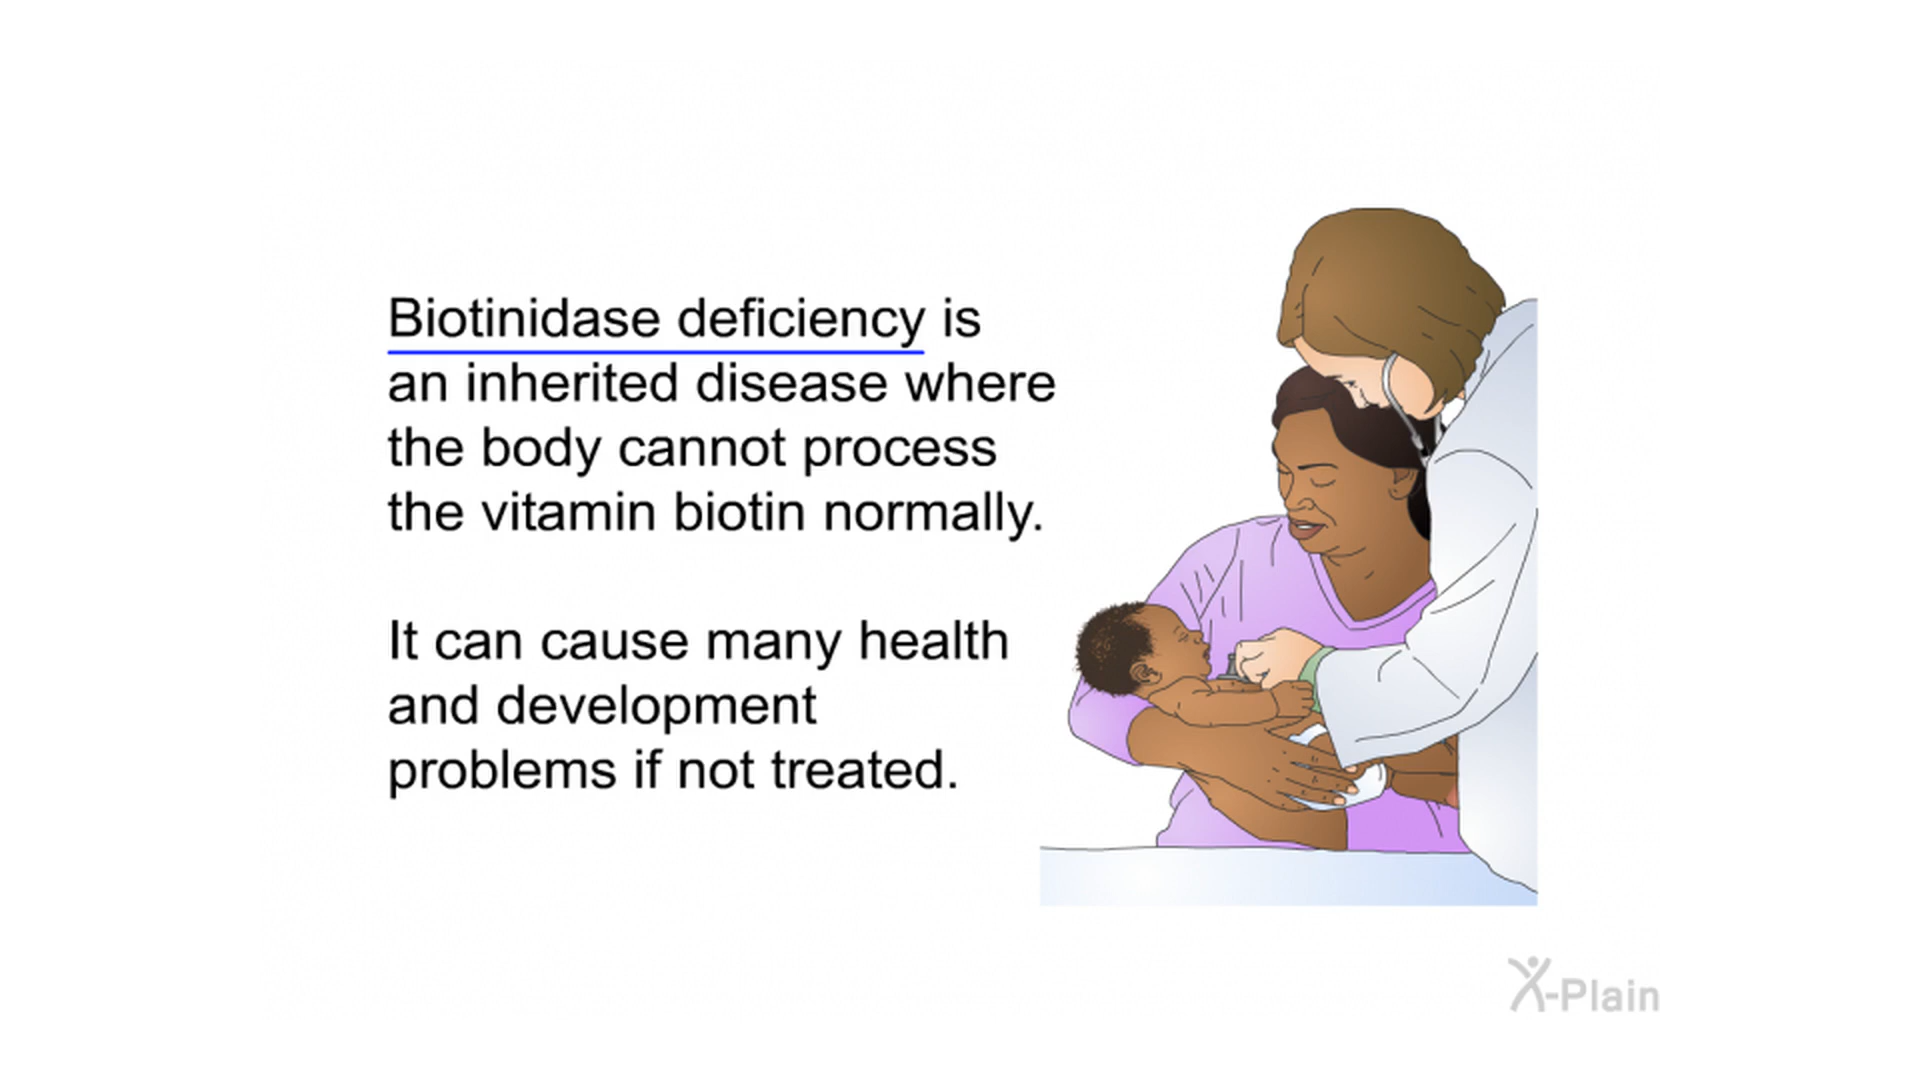 Biotinidase deficiency is
an inherited disease where
the body cannot process
the vitamin biotin normally.
It can cause many health
and development
problems if not treated.
X-Plain